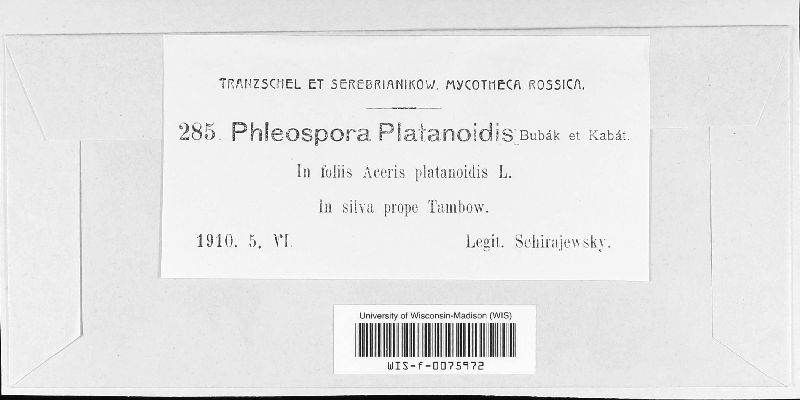 TRANZSCHEL ET SEREBRIANIKOW. MYCOTHECA ROSSICA.
285. Phleospora Platanoidis Bubák et Kabát.
In foliis Aceris platanoidis L.
In silva prope Tambow.
1910. 5. VI. Legit. Schirajewsky.
University of Wisconsin-Madison (WIS)
WIS-f-0075972